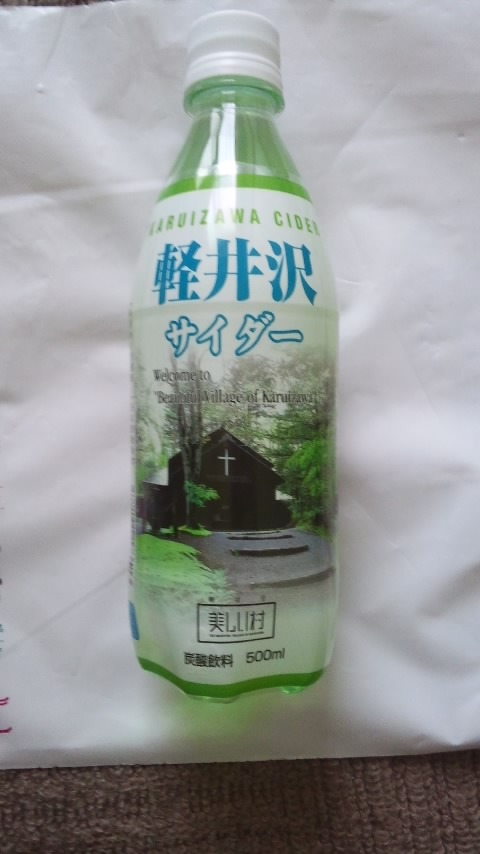 KARUIZAWA CIDER
軽井沢
サイダー
Welcome to
"Beautiful Village" of Karuizawa!
美しい村
炭酸飲料 500ml